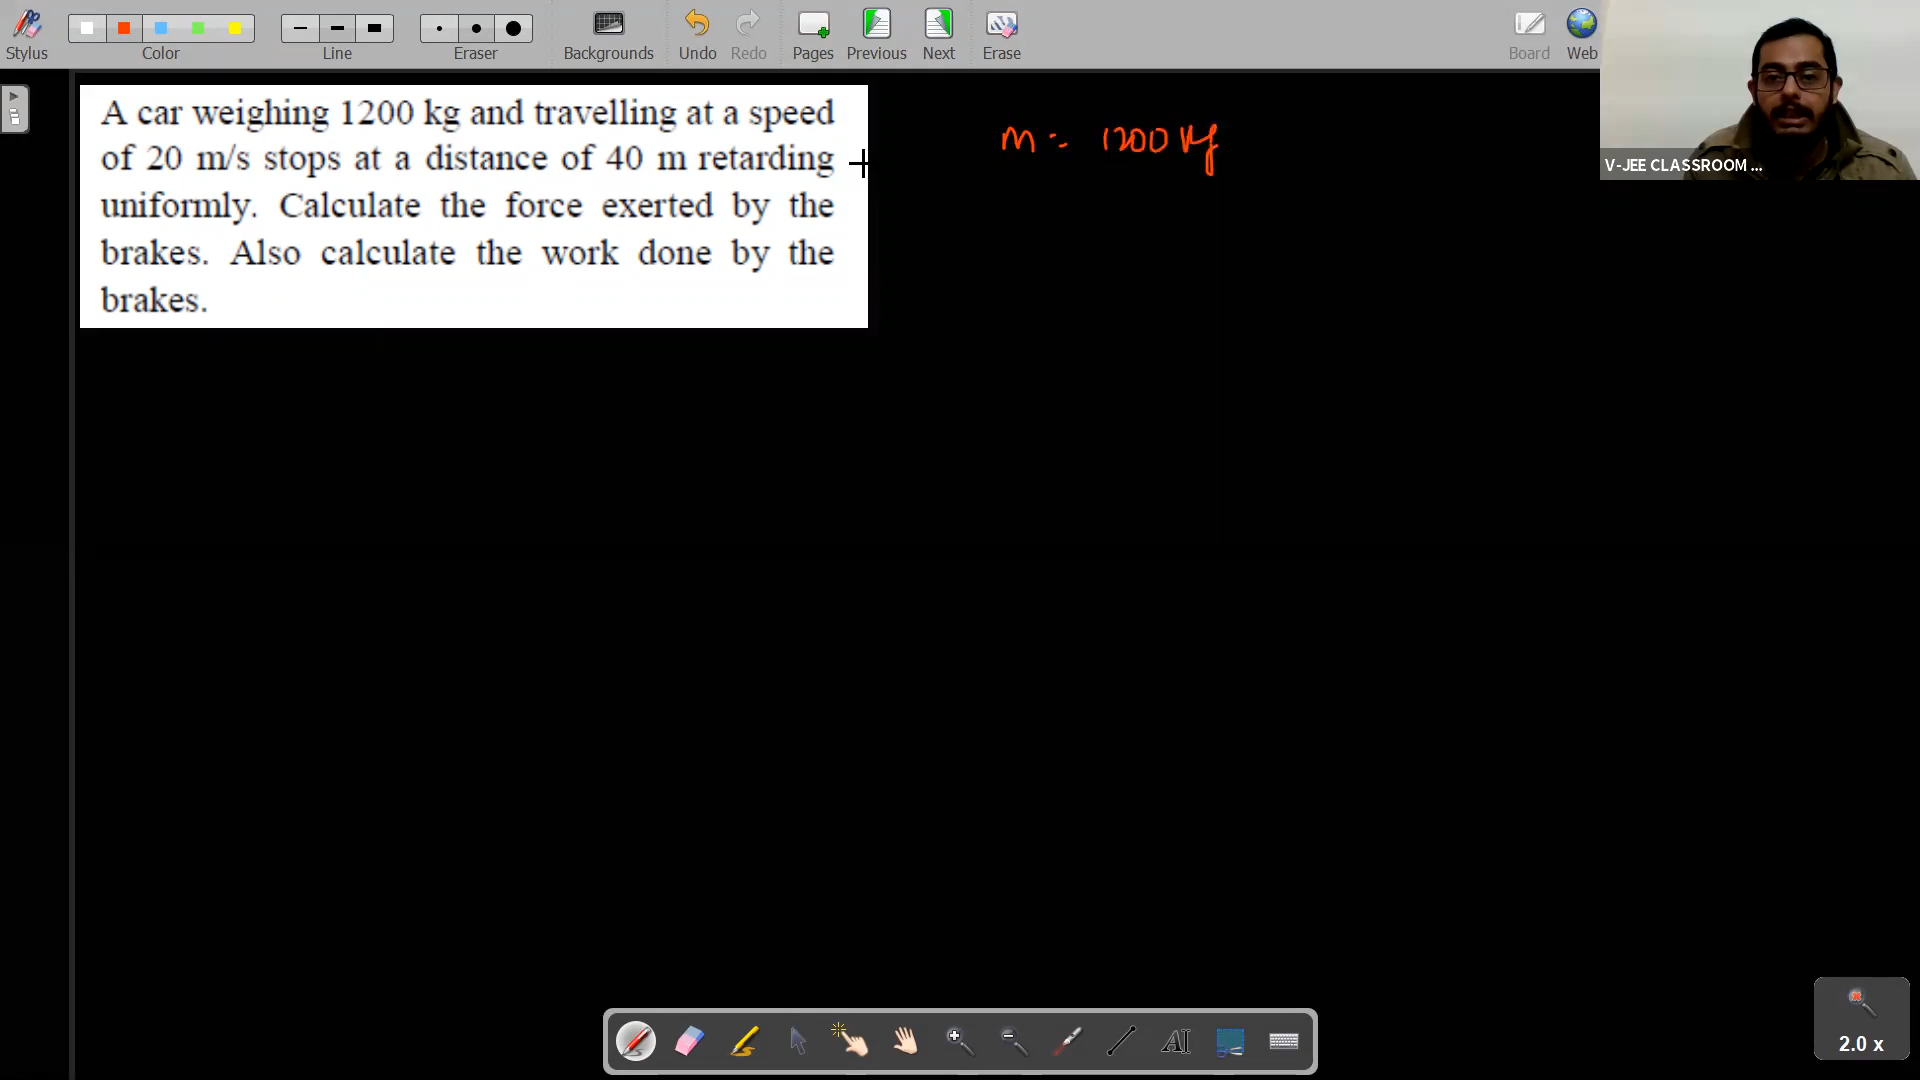 Stylus
Color
Line
Eraser
Backgrounds
Undo
Redo
Pages
Previous
Next
Erase
Board
Web
A car weighing 1200 kg and travelling at a speed
of 20 m/s stops at a distance of 40 m retarding
uniformly. Calculate the force exerted by the
brakes. Also calculate the work done by the
brakes.
m = 1200 kg
V-JEE CLASSROOM ...
AI
2.0 x